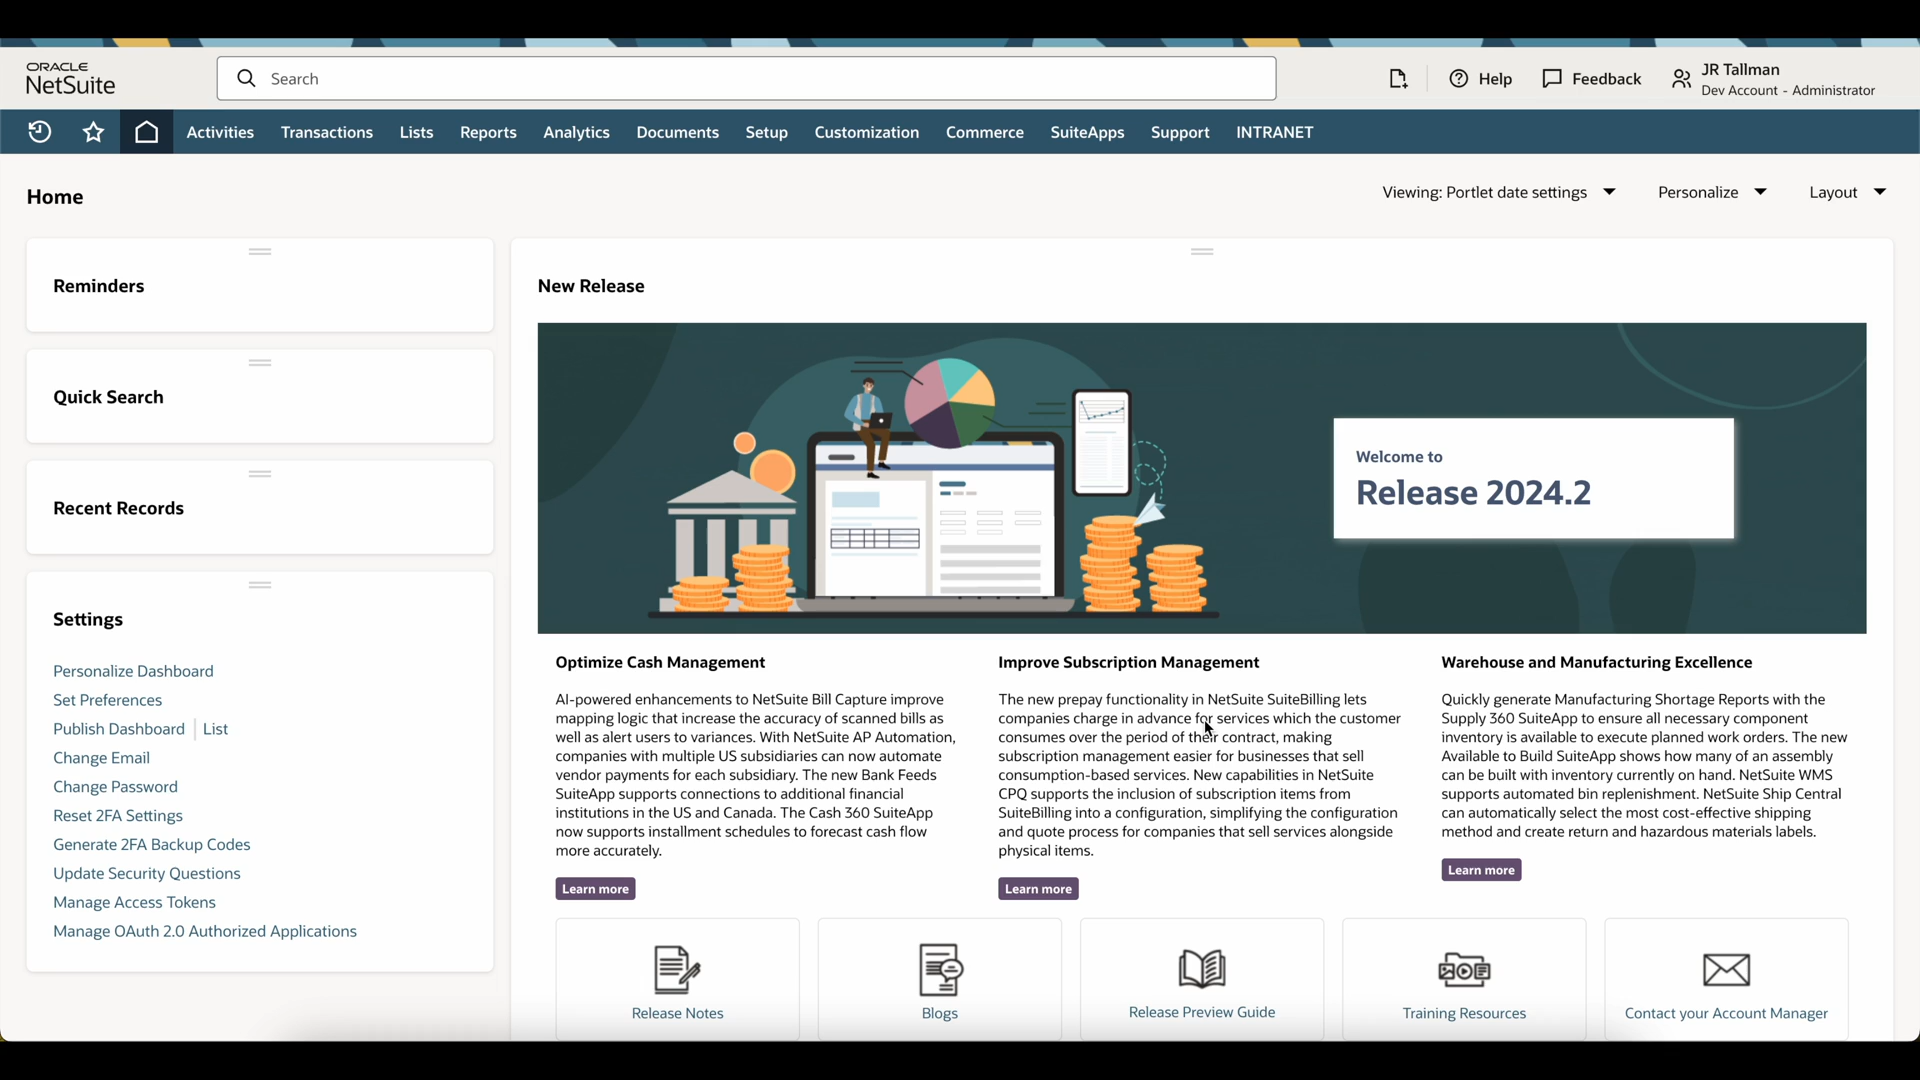 ORACLE
NetSuite
Search
Help
Feedback
JR Tallman
Dev Account - Administrator
Activities
Transactions
Lists
Reports
Analytics
Documents
Setup
Customization
Commerce
SuiteApps
Support
INTRANET
Home
Viewing: Portlet date settings
Personalize
Layout
Reminders
Quick Search
Recent Records
Settings
Personalize Dashboard
Set Preferences
Publish Dashboard | List
Change Email
Change Password
Reset 2FA Settings
Generate 2FA Backup Codes
Update Security Questions
Manage Access Tokens
Manage OAuth 2.0 Authorized Applications
New Release
Welcome to
Release 2024.2
Optimize Cash Management
AI-powered enhancements to NetSuite Bill Capture improve
mapping logic that increase the accuracy of scanned bills as
well as alert users to variances. With NetSuite AP Automation,
companies with multiple US subsidiaries can now automate
vendor payments for each subsidiary. The new Bank Feeds
SuiteApp supports connections to additional financial
institutions in the US and Canada. The Cash 360 SuiteApp
now supports installment schedules to forecast cash flow
more accurately.
Learn more
Improve Subscription Management
The new prepay functionality in NetSuite SuiteBilling lets
companies charge in advance for services which the customer
consumes over the period of their contract, making
subscription management easier for businesses that sell
consumption-based services. New capabilities in NetSuite
CPQ supports the inclusion of subscription items from
SuiteBilling into a configuration, simplifying the configuration
and quote process for companies that sell services alongside
physical items.
Learn more
Warehouse and Manufacturing Excellence
Quickly generate Manufacturing Shortage Reports with the
Supply 360 SuiteApp to ensure all necessary component
inventory is available to execute planned work orders. The new
Available to Build SuiteApp shows how many of an assembly
can be built with inventory currently on hand. NetSuite WMS
supports automated bin replenishment. NetSuite Ship Central
can automatically select the most cost-effective shipping
method and create return and hazardous materials labels.
Learn more
Release Notes
Blogs
Release Preview Guide
Training Resources
Contact your Account Manager